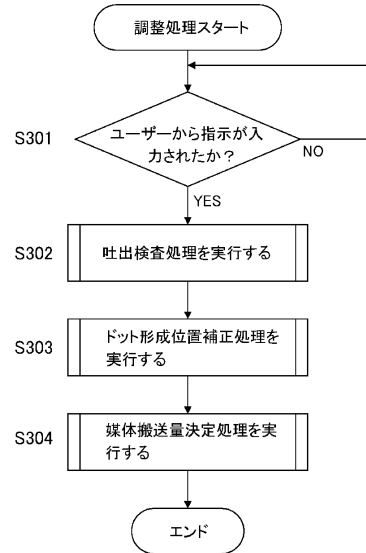 調整処理スタート
S301
ユーザーから指示が入
力されたか？
NO
YES
S302
吐出検査処理を実行する
S303
ドット形成位置補正処理を
実行する
S304
媒体搬送量決定処理を実
行する
エンド